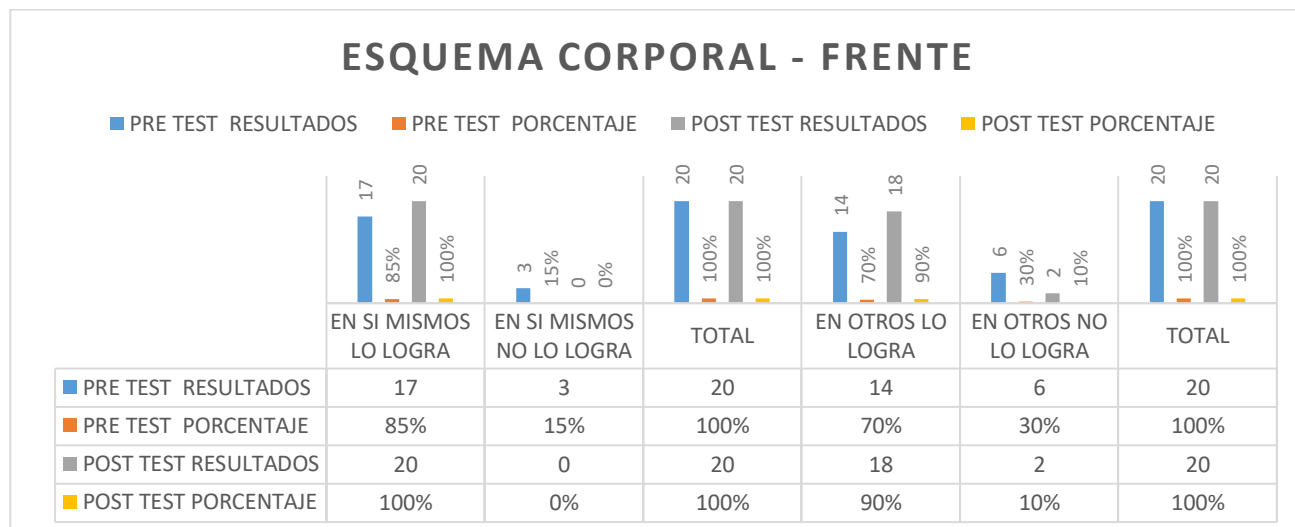 ESQUEMA CORPORAL - FRENTE
PRE TEST RESULTADOS PRE TEST PORCENTAJE POST TEST RESULTADOS POST TEST PORCENTAJE
17 85% 20 100% 3 15% 0 0% 20 100% 20 100% 14 70% 18 90% 6 30% 2 10% 20 100% 20 100%
EN SI MISMOS LO LOGRA EN SI MISMOS NO LO LOGRA TOTAL EN OTROS LO LOGRA EN OTROS NO LO LOGRA TOTAL
PRE TEST RESULTADOS 17 3 20 14 6 20
PRE TEST PORCENTAJE 85% 15% 100% 70% 30% 100%
POST TEST RESULTADOS 20 0 20 18 2 20
POST TEST PORCENTAJE 100% 0% 100% 90% 10% 100%